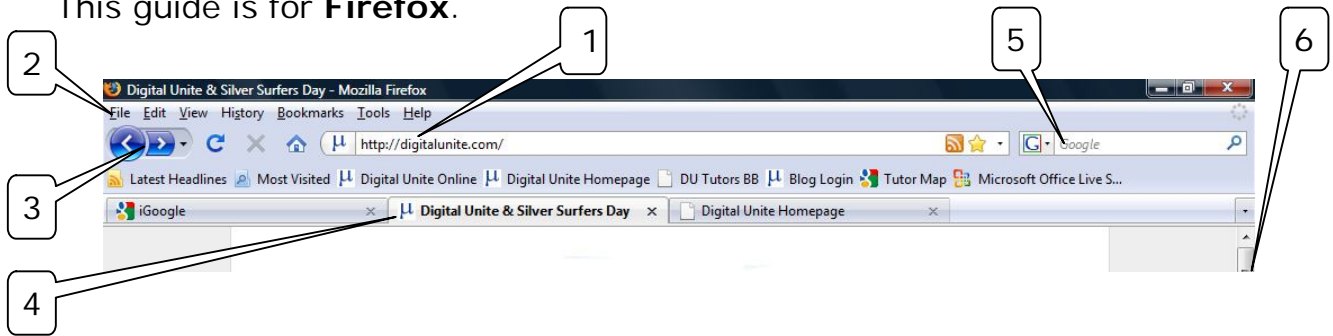 This guide is for Firefox.
1
5
6
2
Digital Unite & Silver Surfers Day - Mozilla Firefox
File Edit View History Bookmarks Tools Help
http://digitalunite.com/
G Google
Latest Headlines Most Visited µ Digital Unite Online µ Digital Unite Homepage DU Tutors BB µ Blog Login Tutor Map Microsoft Office Live S...
3
iGoogle µ Digital Unite & Silver Surfers Day Digital Unite Homepage
4